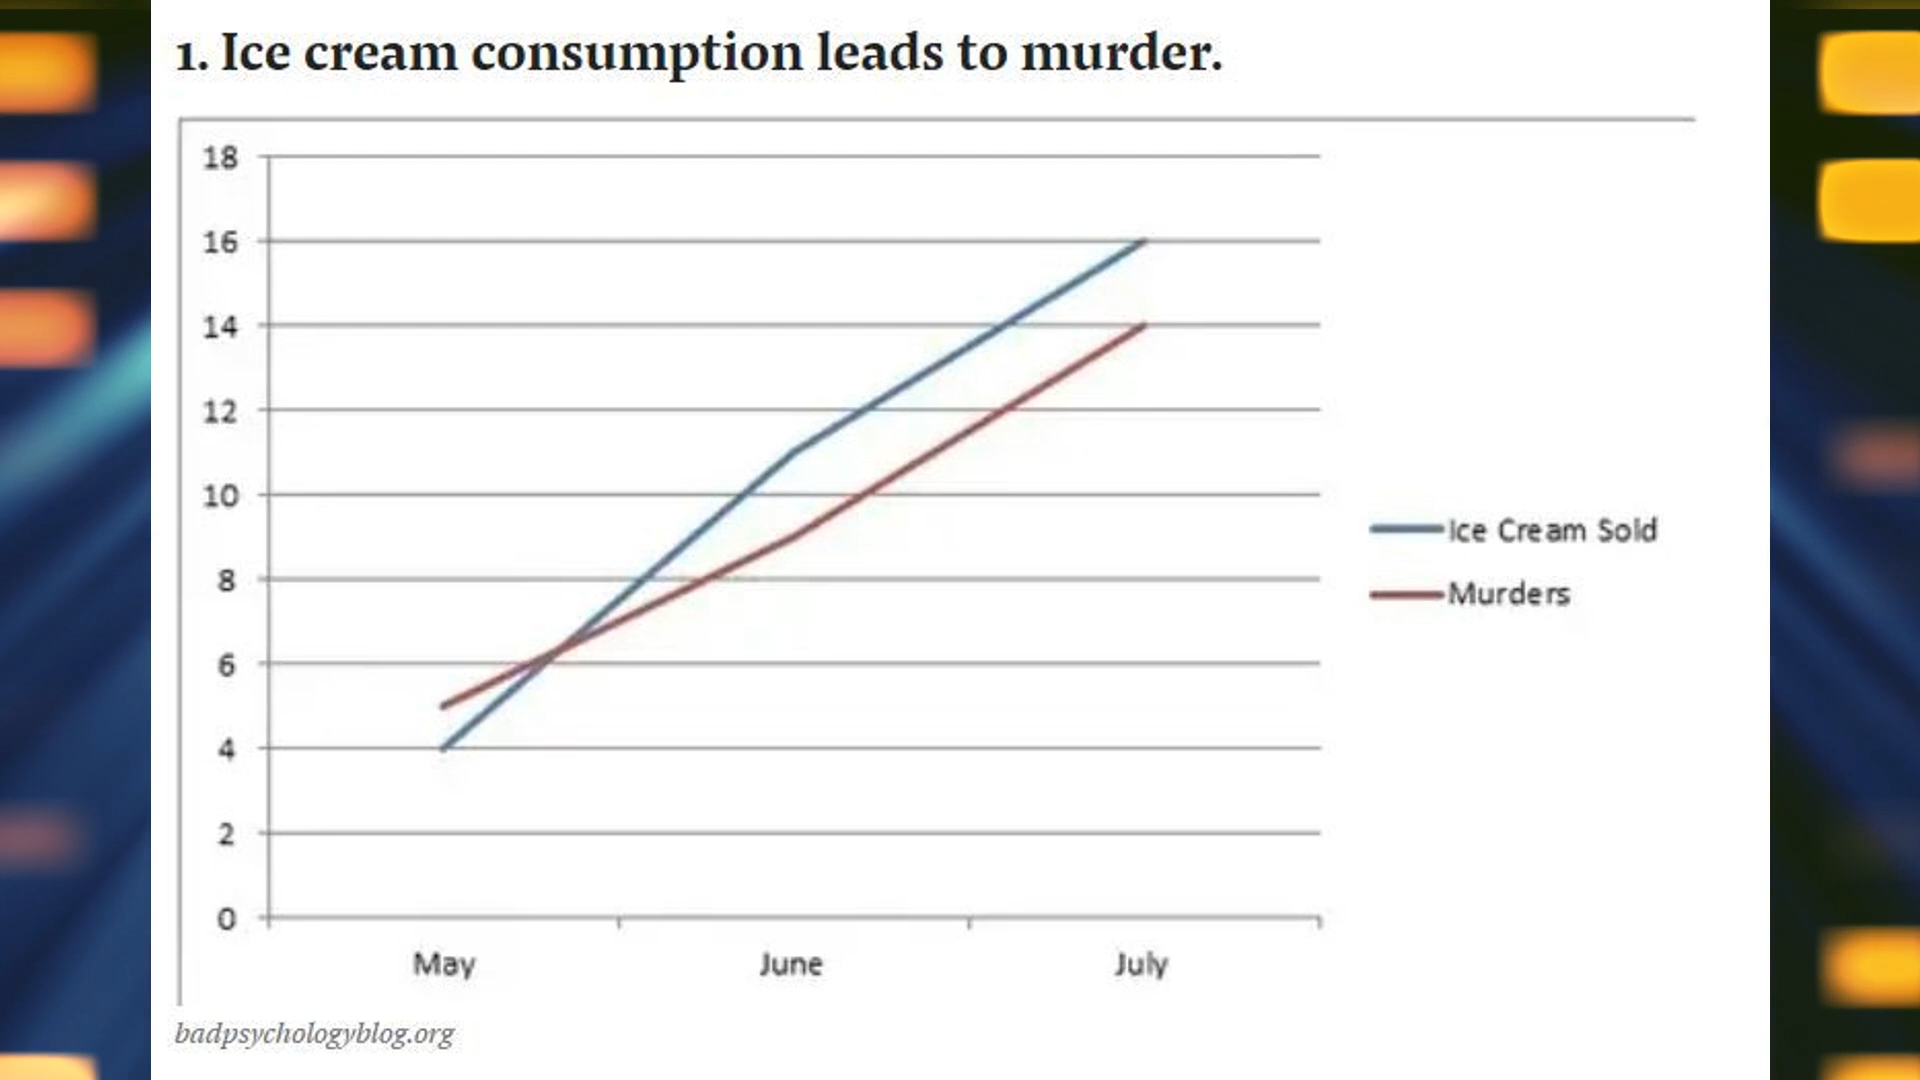 1. Ice cream consumption leads to murder.
18
16
14
12
10
8
6
4
2
0
Ice Cream Sold
Murders
May June July
badpsychologyblog.org